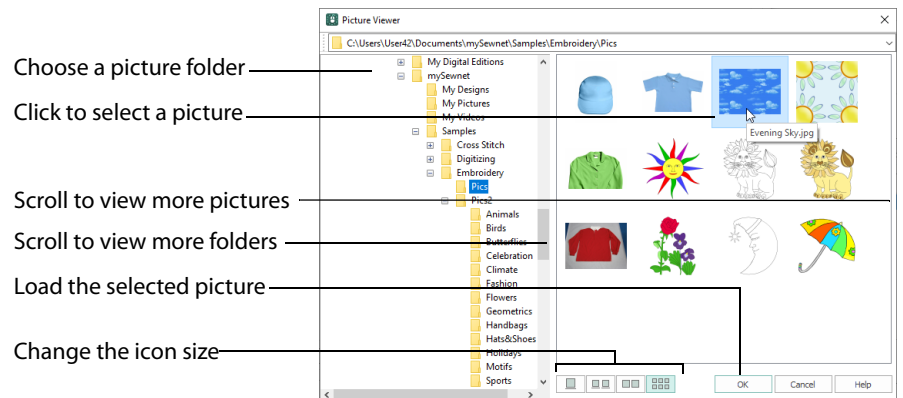 Picture Viewer
C:\Users\User42\Documents\mySewnet\Samples\Embroidery\Pics
Choose a picture folder
Click to select a picture
Scroll to view more pictures
Scroll to view more folders
Load the selected picture
Change the icon size
My Digital Editions
mySewnet
My Designs
My Pictures
My Videos
Samples
Cross Stitch
Digitizing
Embroidery
Pics
Pics2
Animals
Birds
Butterflies
Celebration
Climate
Fashion
Flowers
Geometrics
Handbags
Hats&Shoes
Holidays
Motifs
Sports
Evening Sky.jpg
OK
Cancel
Help